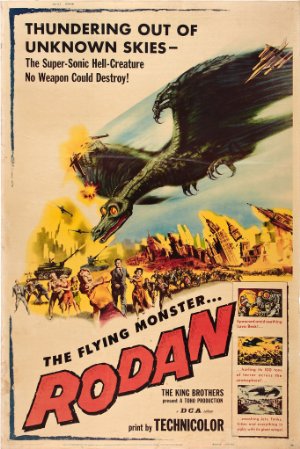 THUNDERING OUT OF
UNKNOWN SKIES—
The Super-Sonic Hell-Creature
No Weapon Could Destroy!
THE FLYING MONSTER...
RODAN
THE KING BROTHERS
present A TOHO PRODUCTION
A DCA release
print by TECHNICOLOR